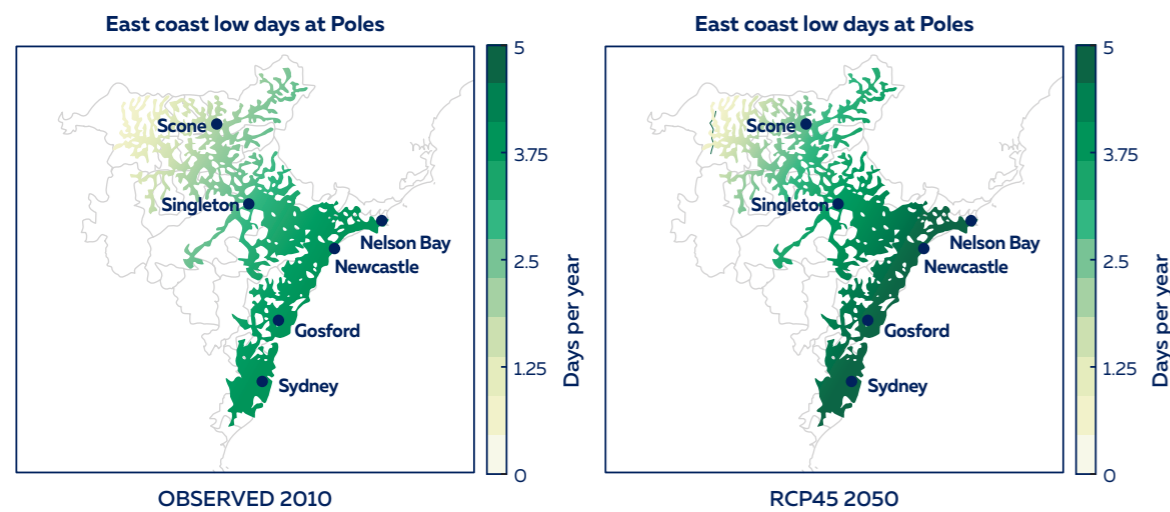 East coast low days at Poles
Scone
Singleton
Nelson Bay
Newcastle
Gosford
Sydney
5
3.75
2.5
1.25
0
Days per year
OBSERVED 2010
East coast low days at Poles
Scone
Singleton
Nelson Bay
Newcastle
Gosford
Sydney
5
3.75
2.5
1.25
0
Days per year
RCP45 2050